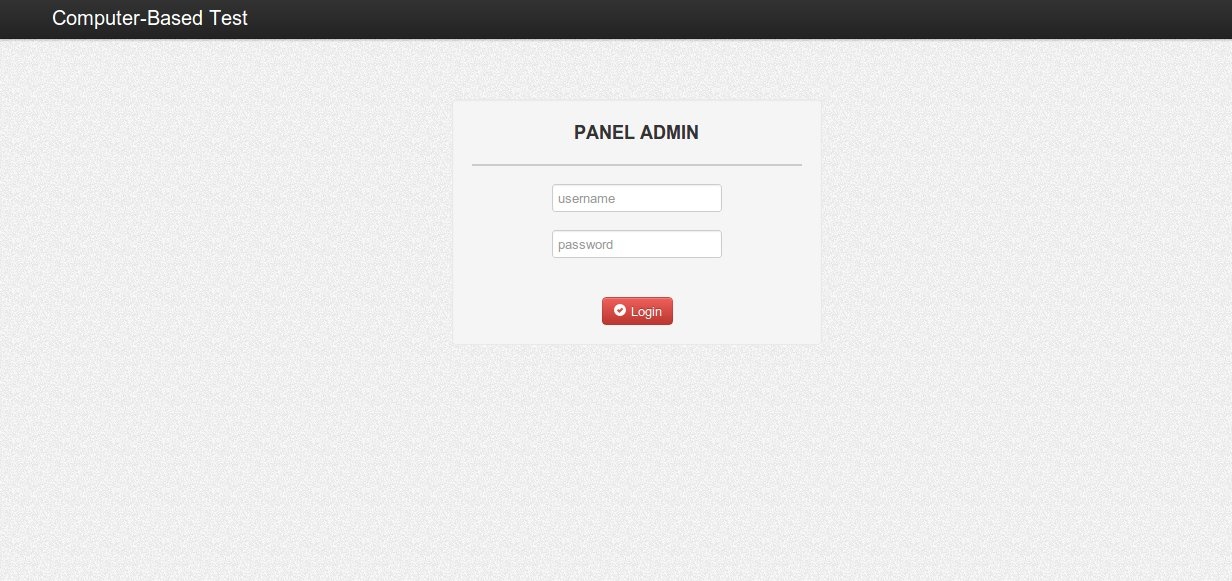 Computer-Based Test
PANEL ADMIN
username
password
Login